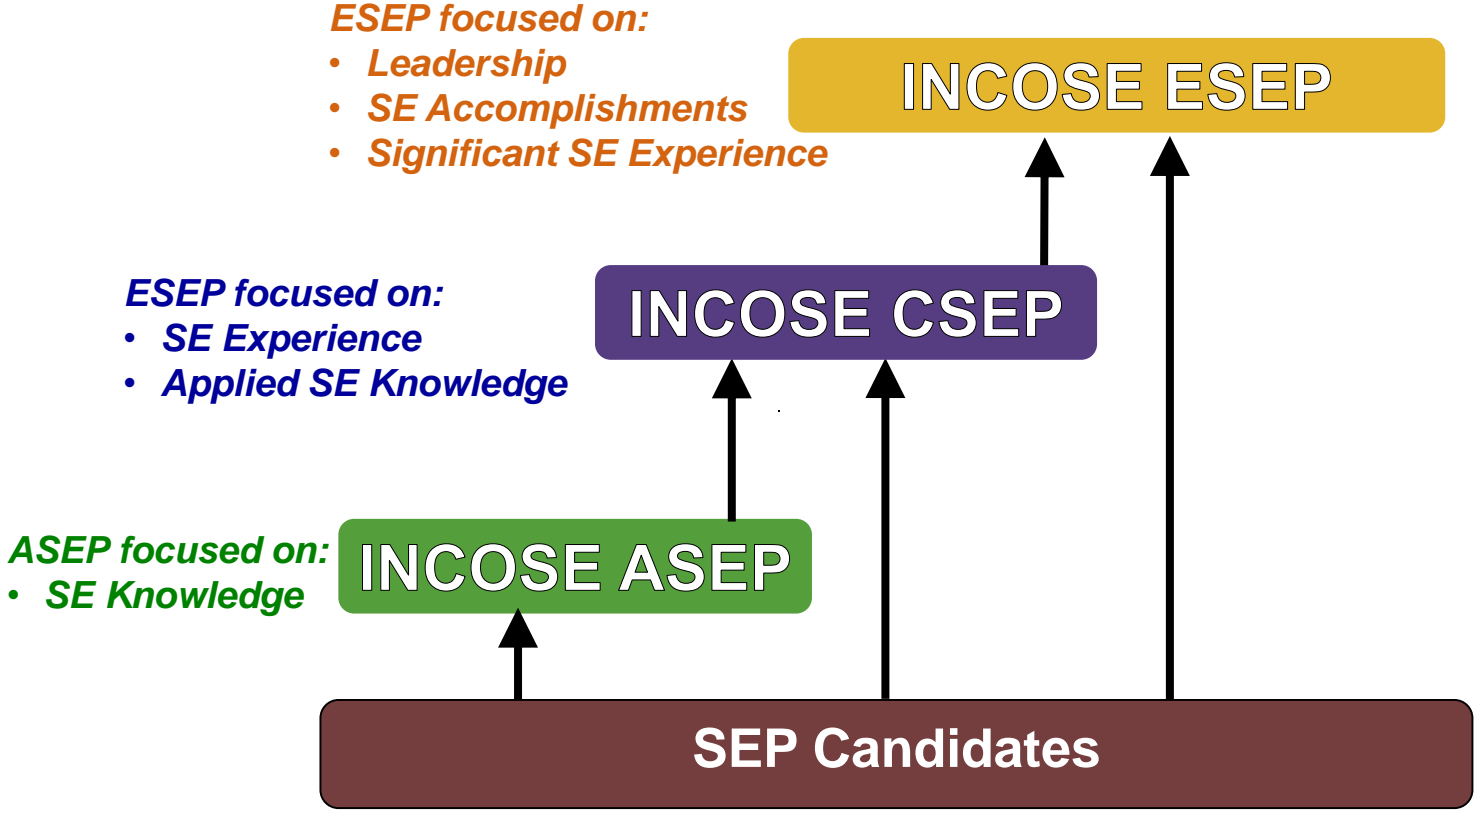 ESEP focused on:
• Leadership
• SE Accomplishments
• Significant SE Experience
INCOSE ESEP
ESEP focused on:
• SE Experience
• Applied SE Knowledge
INCOSE CSEP
ASEP focused on:
• SE Knowledge
INCOSE ASEP
SEP Candidates